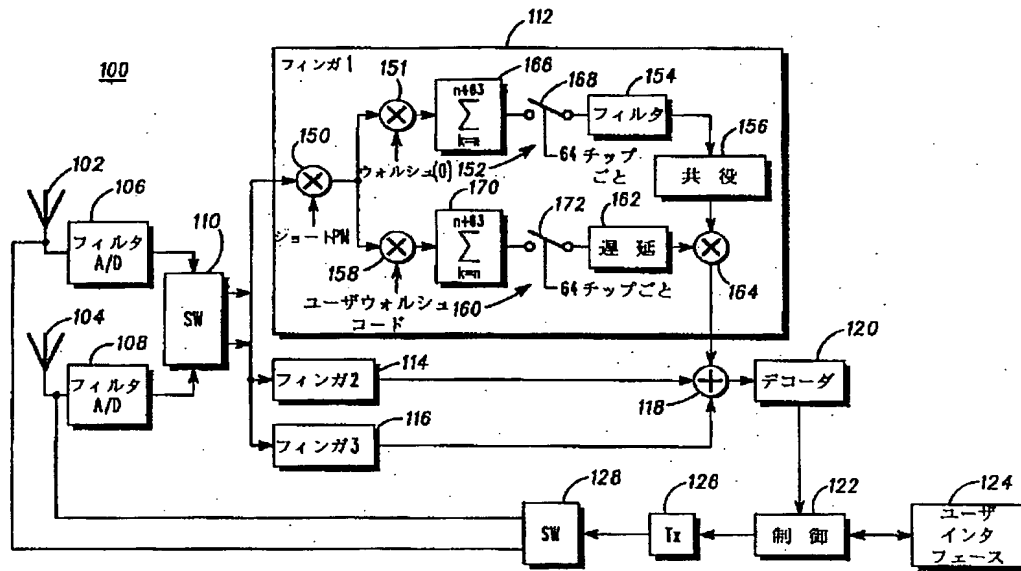 112
100
フィンガ1
151
166
168
154
n+63
Σ
k=n
フィルタ
156
150
ウォルシュ(0)
152
64チップ
ごと
共役
102
106
ショートPN
170
172
162
フィルタ
A/D
110
n+63
Σ
k=n
遅延
158
164
ユーザウォルシュ
コード
160
64チップごと
SW
104
108
120
フィルタ
A/D
フィンガ2
114
118
デコーダ
116
フィンガ3
128
126
122
124
SW
Tx
制御
ユーザ
インタ
フェース